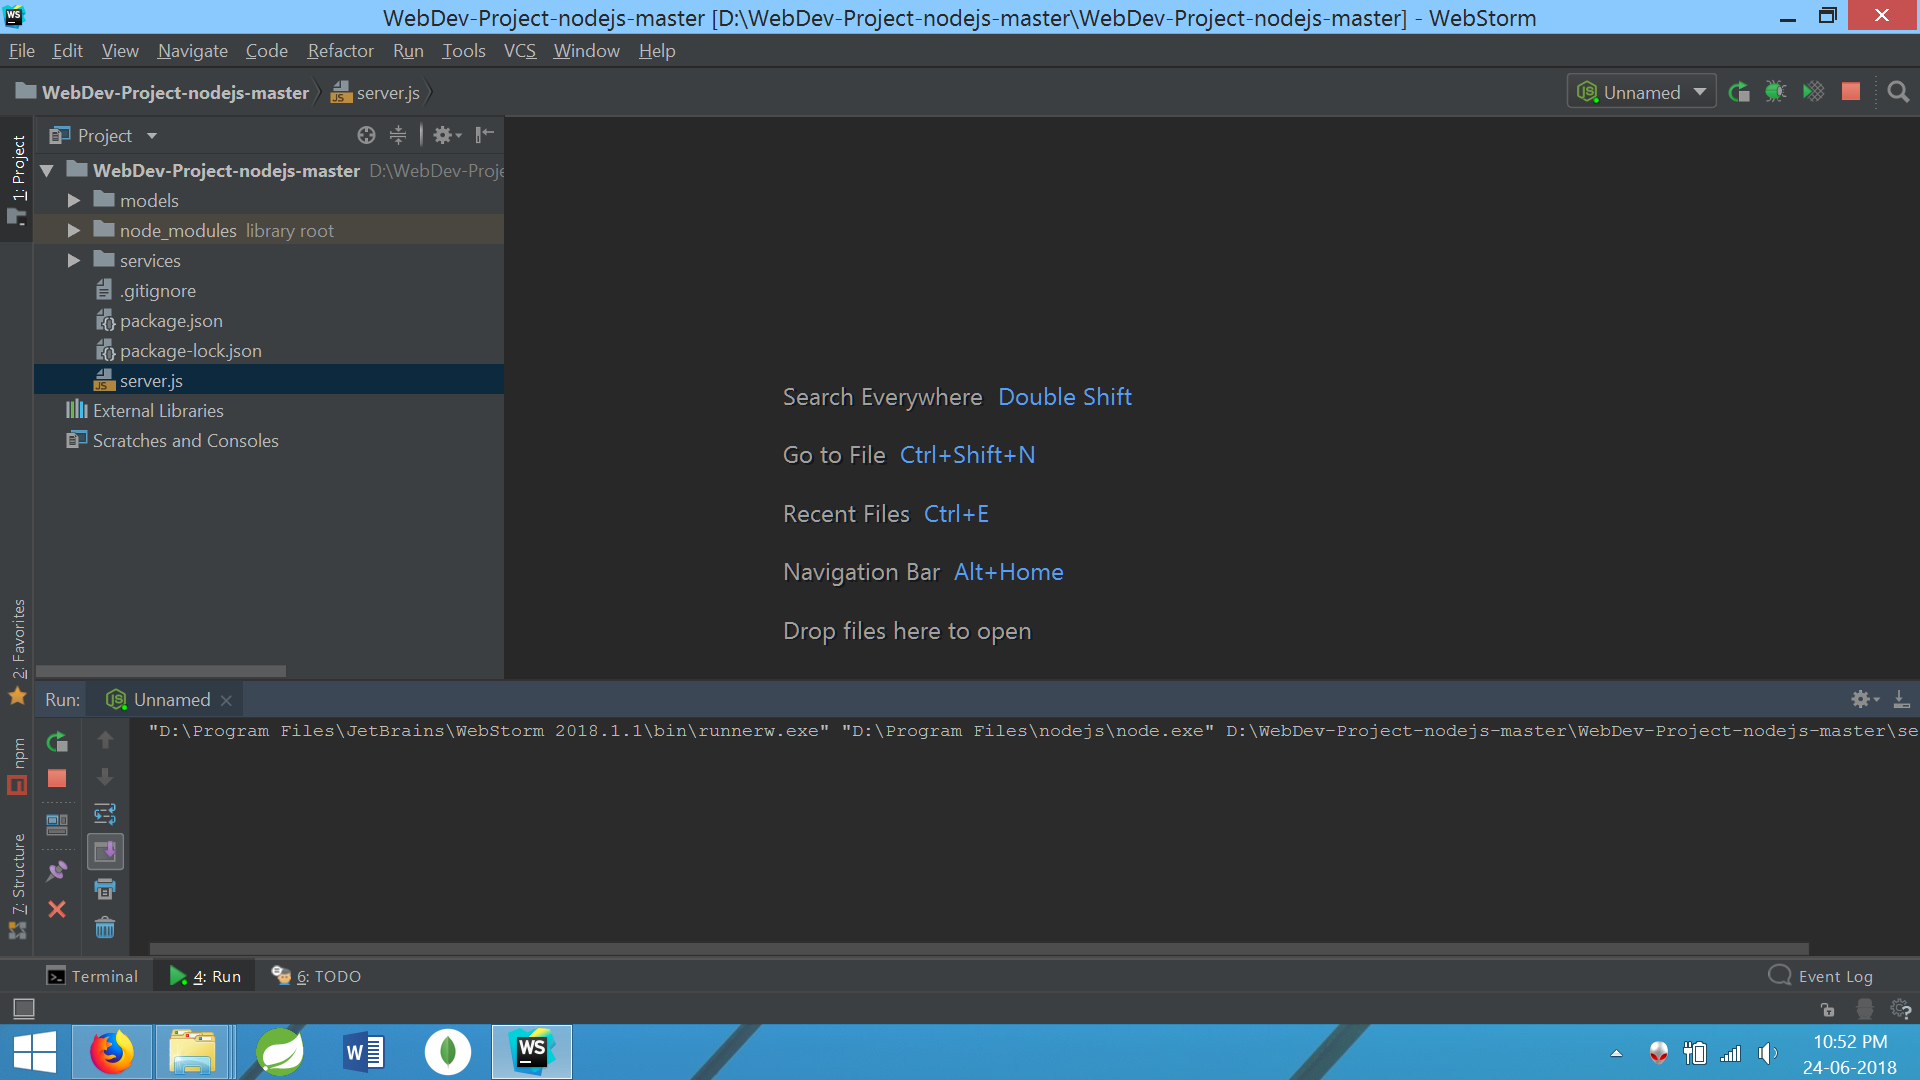 WebDev-Project-nodejs-master [D:\WebDev-Project-nodejs-master\WebDev-Project-nodejs-master] - WebStorm
File Edit View Navigate Code Refactor Run Tools VCS Window Help
WebDev-Project-nodejs-master server.js
Unnamed
Project
WebDev-Project-nodejs-master D:\WebDev-Proje
models
node_modules library root
services
.gitignore
package.json
package-lock.json
server.js
External Libraries
Scratches and Consoles
1: Project
2: Favorites
npm
7: Structure
Search Everywhere Double Shift
Go to File Ctrl+Shift+N
Recent Files Ctrl+E
Navigation Bar Alt+Home
Drop files here to open
Run: Unnamed
"D:\Program Files\JetBrains\WebStorm 2018.1.1\bin\runnerw.exe" "D:\Program Files\nodejs\node.exe" D:\WebDev-Project-nodejs-master\WebDev-Project-nodejs-master\se
Terminal 4: Run 6: TODO Event Log
10:52 PM
24-06-2018